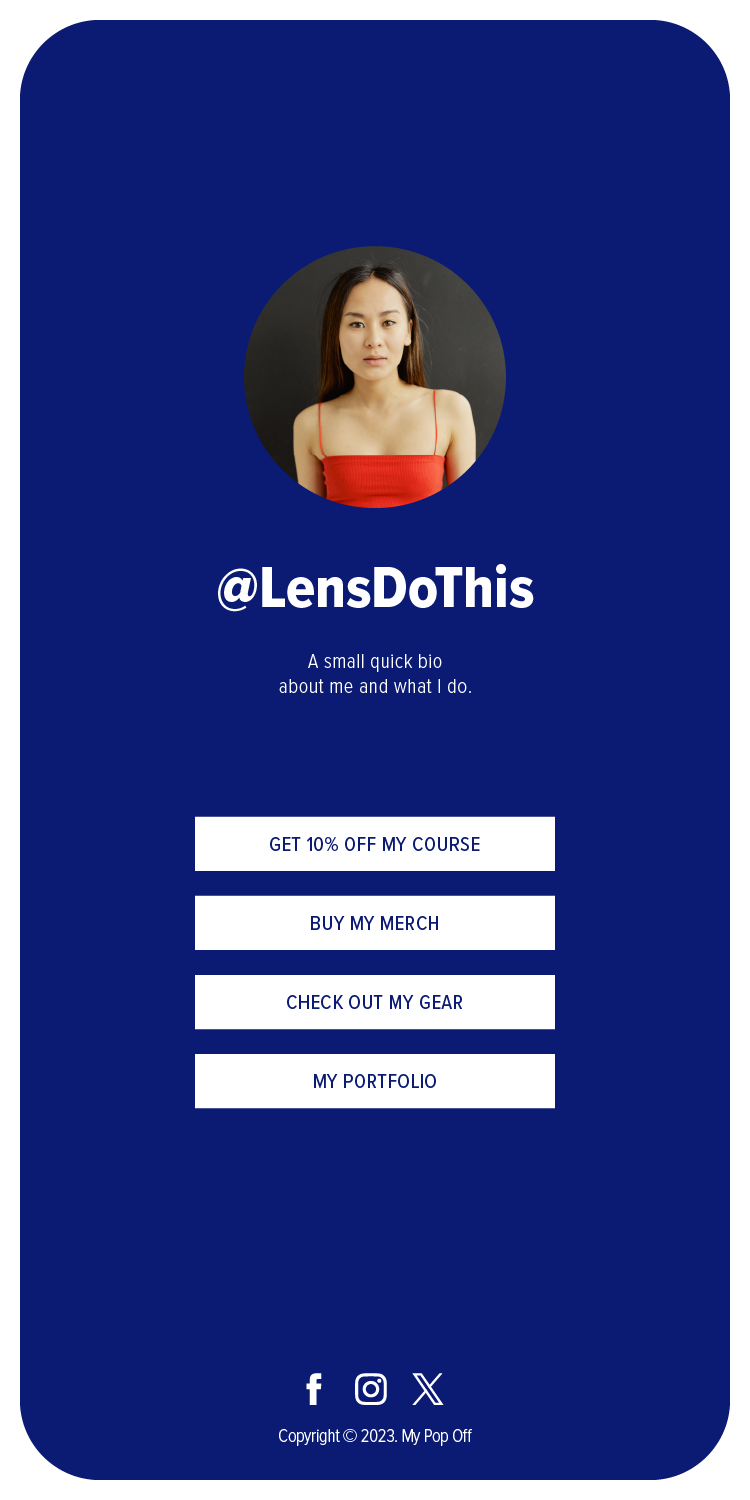 @LensDoThis
A small quick bio
about me and what I do.
GET 10% OFF MY COURSE
BUY MY MERCH
CHECK OUT MY GEAR
MY PORTFOLIO
Copyright © 2023. My Pop Off